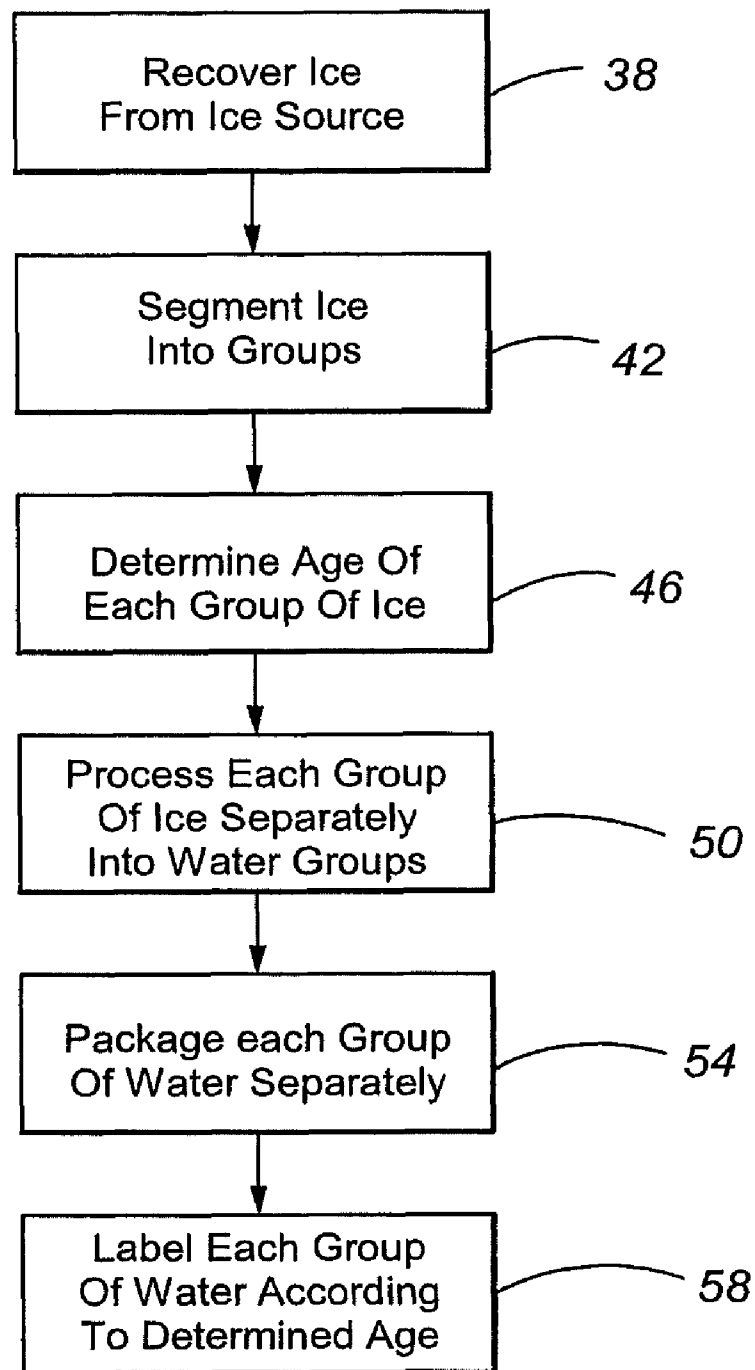 Recover Ice
From Ice Source
38
Segment Ice
Into Groups
42
Determine Age Of
Each Group Of Ice
46
Process Each Group
Of Ice Separately
Into Water Groups
50
Package each Group
Of Water Separately
54
Label Each Group
Of Water According
To Determined Age
58